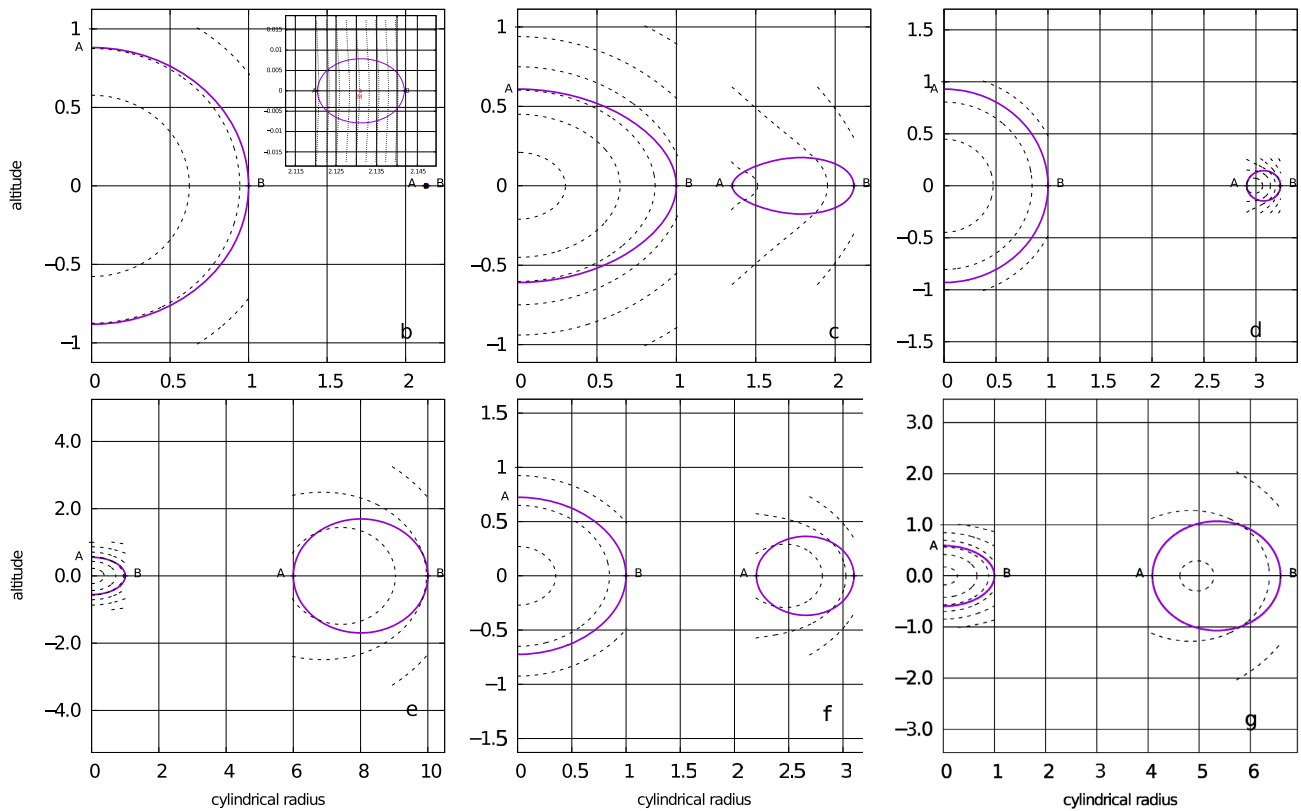 1
0.5
0
−0.5
−1
altitude
0 0.5 1 1.5 2
A
B
A B
b
0.015
0.01
0.005
0
−0.005
−0.01
−0.015
2.115 2.125 2.135 2.145
A B
1
0.5
0
−0.5
−1
0 0.5 1 1.5 2
A
B A B
c
1.5
1
0.5
0
−0.5
−1
−1.5
0 0.5 1 1.5 2 2 3
A
B A B
d
4.0
2.0
0.0
−2.0
−4.0
altitude
0 2 4 6 8 10
cylindrical radius
A
B A B
e
1.5
1
0.5
0
−0.5
−1
−1.5
0 0.5 1 1.5 2 2.5 3
cylindrical radius
A
B A B
f
3.0
2.0
1.0
0.0
−1.0
−2.0
−3.0
0 1 2 3 4 5 6
cylindrical radius
A
B A B
g